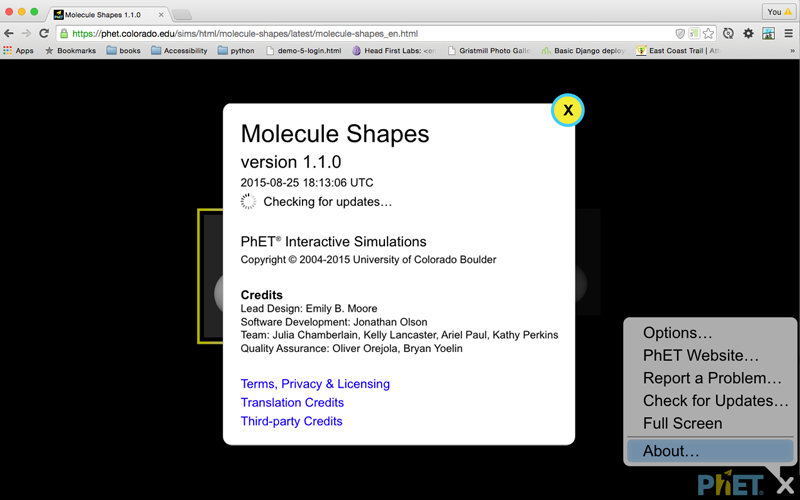 Molecule Shapes 1.1.0
You
https://phet.colorado.edu/sims/html/molecule-shapes/latest/molecule-shapes_en.html
Apps Bookmarks books Accessibility python demo-5-login.html Head First Labs: Gristmill Photo Galle Basic Django deploy East Coast Trail |
X
Molecule Shapes
version 1.1.0
2015-08-25 18:13:06 UTC
Checking for updates…
PhET® Interactive Simulations
Copyright © 2004-2015 University of Colorado Boulder
Credits
Lead Design: Emily B. Moore
Software Development: Jonathan Olson
Team: Julia Chamberlain, Kelly Lancaster, Ariel Paul, Kathy Perkins
Quality Assurance: Oliver Orejola, Bryan Yoelin
Terms, Privacy & Licensing
Translation Credits
Third-party Credits
Options…
PhET Website…
Report a Problem…
Check for Updates…
Full Screen
About…
PhET